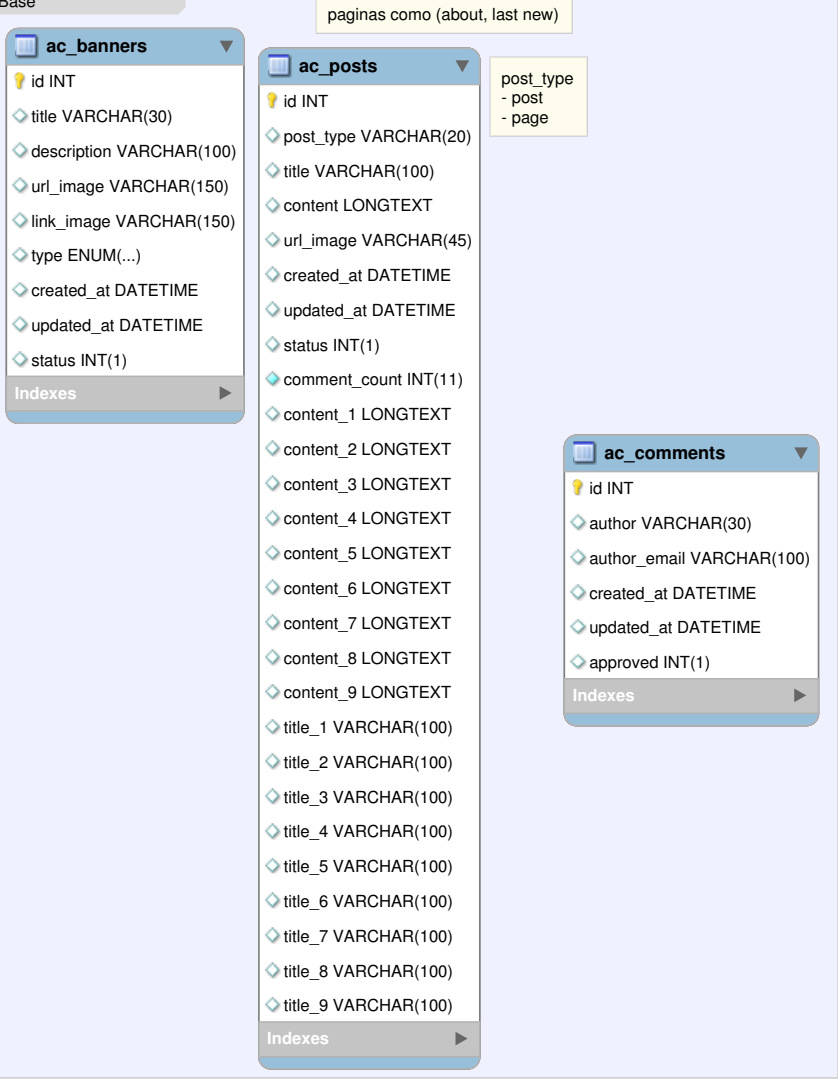 Base
paginas como (about, last new)
ac_banners
id INT
title VARCHAR(30)
description VARCHAR(100)
url_image VARCHAR(150)
link_image VARCHAR(150)
type ENUM(...)
created_at DATETIME
updated_at DATETIME
status INT(1)
Indexes
ac_posts
id INT
post_type VARCHAR(20)
title VARCHAR(100)
content LONGTEXT
url_image VARCHAR(45)
created_at DATETIME
updated_at DATETIME
status INT(1)
comment_count INT(11)
content_1 LONGTEXT
content_2 LONGTEXT
content_3 LONGTEXT
content_4 LONGTEXT
content_5 LONGTEXT
content_6 LONGTEXT
content_7 LONGTEXT
content_8 LONGTEXT
content_9 LONGTEXT
title_1 VARCHAR(100)
title_2 VARCHAR(100)
title_3 VARCHAR(100)
title_4 VARCHAR(100)
title_5 VARCHAR(100)
title_6 VARCHAR(100)
title_7 VARCHAR(100)
title_8 VARCHAR(100)
title_9 VARCHAR(100)
Indexes
post_type
- post
- page
ac_comments
id INT
author VARCHAR(30)
author_email VARCHAR(100)
created_at DATETIME
updated_at DATETIME
approved INT(1)
Indexes